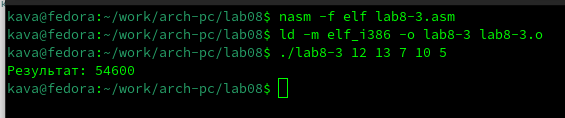 kava@fedora:~/work/arch-pc/lab08$ nasm -f elf lab8-3.asm
kava@fedora:~/work/arch-pc/lab08$ ld -m elf_i386 -o lab8-3 lab8-3.o
kava@fedora:~/work/arch-pc/lab08$ ./lab8-3 12 13 7 10 5
Результат: 54600
kava@fedora:~/work/arch-pc/lab08$